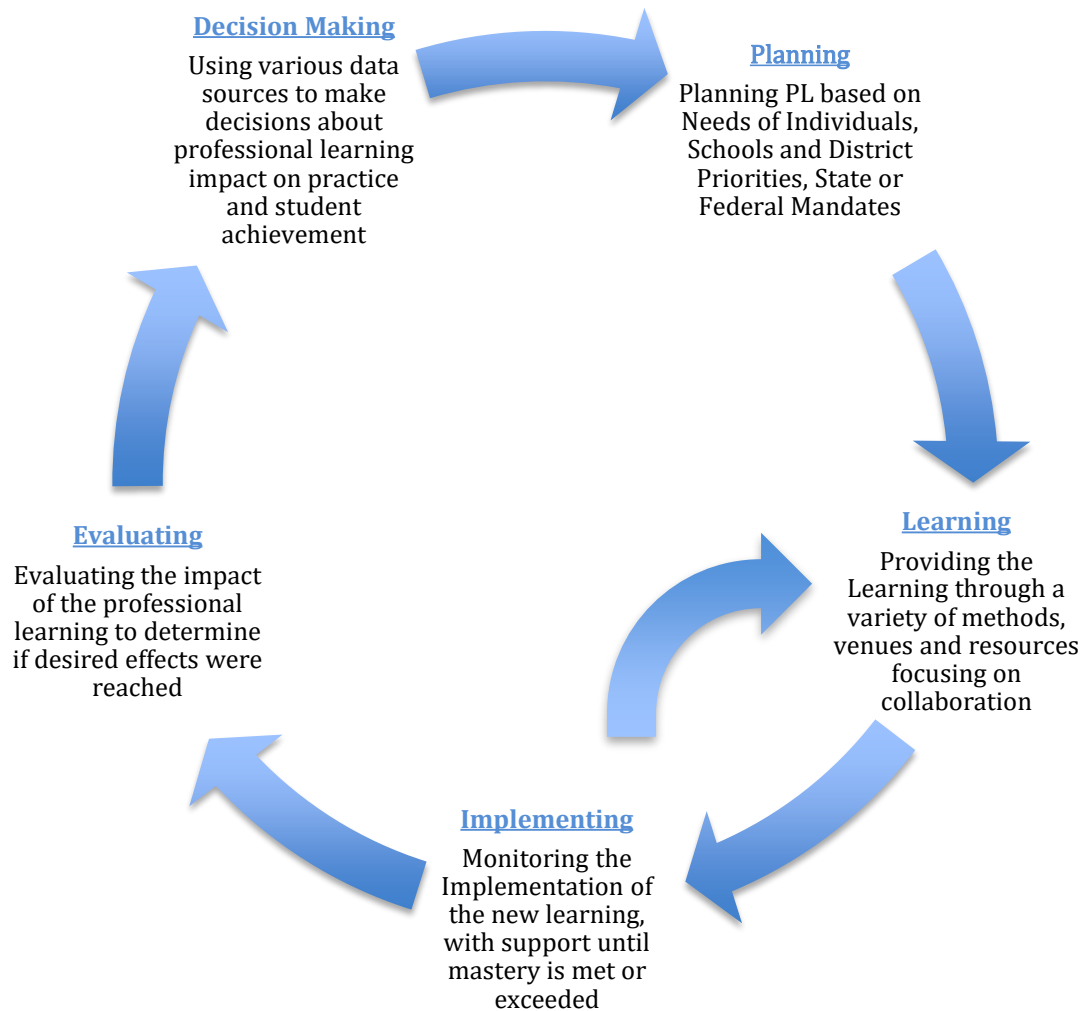 Decision Making
Using various data
sources to make
decisions about
professional learning
impact on practice
and student
achievement
Planning
Planning PL based on
Needs of Individuals,
Schools and District
Priorities, State or
Federal Mandates
Learning
Providing the
Learning through a
variety of methods,
venues and resources
focusing on
collaboration
Implementing
Monitoring the
Implementation of
the new learning,
with support until
mastery is met or
exceeded
Evaluating
Evaluating the impact
of the professional
learning to determine
if desired effects were
reached